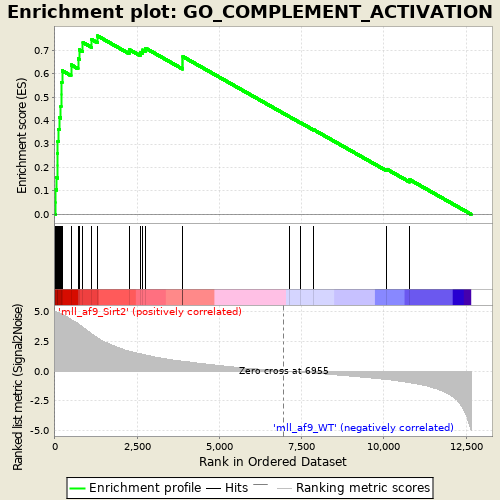 Enrichment plot: GO_COMPLEMENT_ACTIVATION
Enrichment score (ES)
0.7
0.6
0.5
0.4
0.3
0.2
0.1
0.0
'mll_af9_Sirt2' (positively correlated)
Ranked list metric (Signal2Noise)
5.0
2.5
0.0
-2.5
-5.0
Zero cross at 6955
'mll_af9_WT' (negatively correlated)
0 2,500 5,000 7,500 10,000 12,500
Rank in Ordered Dataset
Enrichment profile Hits Ranking metric scores